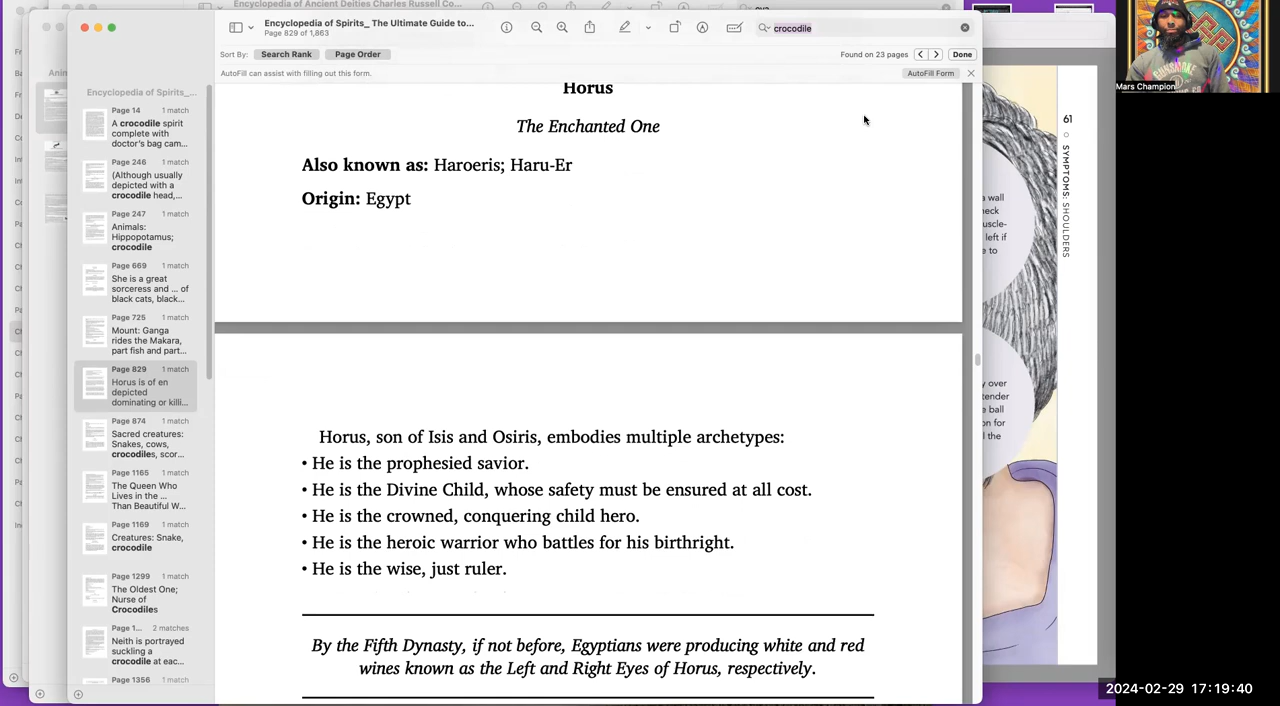 Encyclopedia of Ancient Deities Charles Russell Co...
Encyclopedia of Spirits_ The Ultimate Guide to...
Page 829 of 1,863
crocodile
Sort By: Search Rank Page Order
Found on 23 pages
Done
AutoFill can assist with filling out this form.
AutoFill Form
Encyclopedia of Spirits_...
Page 14 1 match
A crocodile spirit
complete with
doctor's bag cam...
Page 246 1 match
(Although usually
depicted with a
crocodile head,...
Page 247 1 match
Animals:
Hippopotamus;
crocodile
Page 669 1 match
She is a great
sorceress and ... of
black cats, black...
Page 725 1 match
Mount: Ganga
rides the Makara,
part fish and part...
Page 829 1 match
Horus is of en
depicted
dominating or killi...
Page 874 1 match
Sacred creatures:
Snakes, cows,
crocodiles, scor...
Page 1165 1 match
The Queen Who
Lives in the ...
Than Beautiful W...
Page 1169 1 match
Creatures: Snake,
crocodile
Page 1299 1 match
The Oldest One;
Nurse of
Crocodiles
Page 1... 2 matches
Neith is portrayed
suckling a
crocodile at eac...
Page 1356 1 match
Horus
The Enchanted One
Also known as: Haroeris; Haru-Er
Origin: Egypt
Horus, son of Isis and Osiris, embodies multiple archetypes:
• He is the prophesied savior.
• He is the Divine Child, whose safety must be ensured at all cost.
• He is the crowned, conquering child hero.
• He is the heroic warrior who battles for his birthright.
• He is the wise, just ruler.
By the Fifth Dynasty, if not before, Egyptians were producing white and red
wines known as the Left and Right Eyes of Horus, respectively.
61
SYMPTOMS: SHOULDERS
a wall
neck
left if
e to
y over
tender
e ball
on for
l the
Mars Champion
2024-02-29 17:19:40